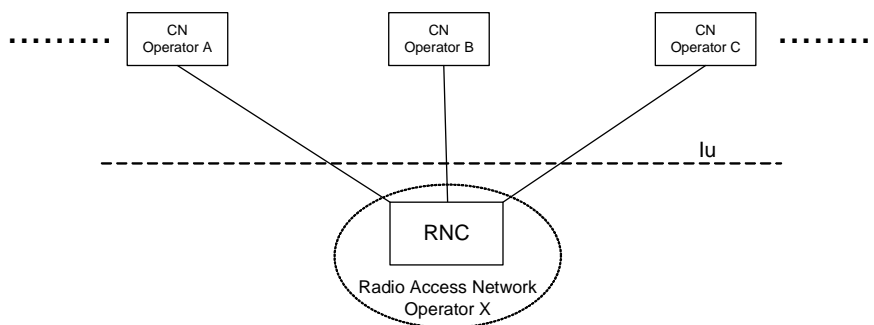 CN
Operator A
CN
Operator B
CN
Operator C
Iu
RNC
Radio Access Network
Operator X